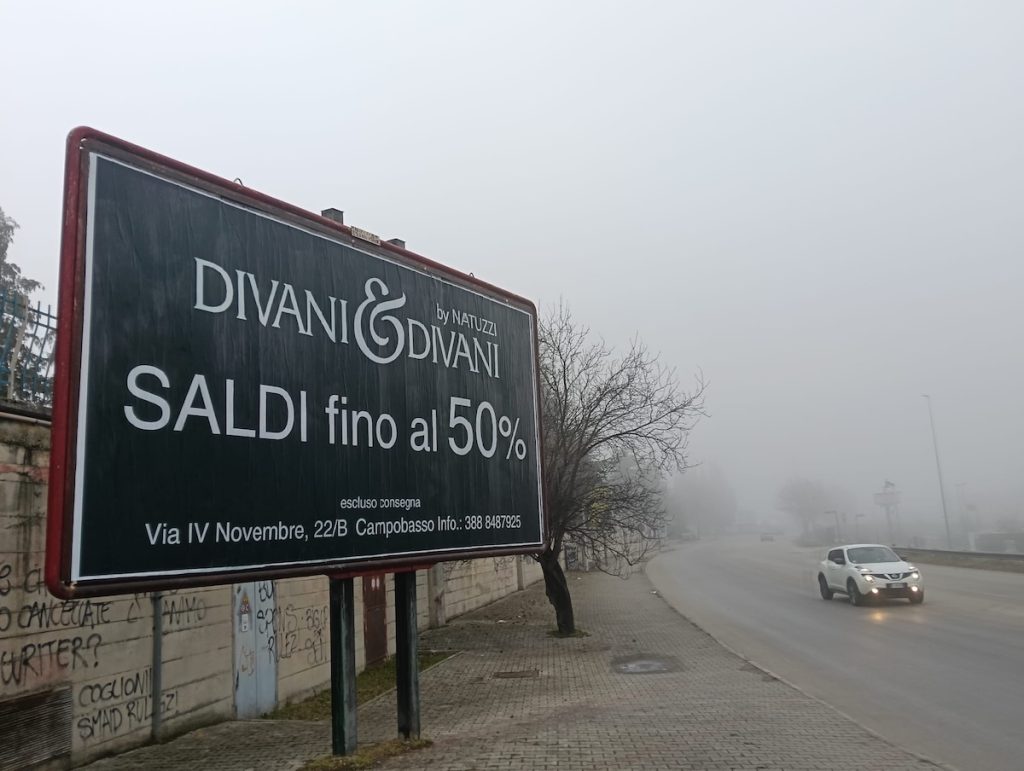 DIVANI & DIVANI
by NATUZZI
SALDI fino al 50%
escluso consegna
Via IV Novembre, 22/B Campobasso Info.: 388 8487925
CANCELLATE
WRITER?
COGLIONI
SMAID